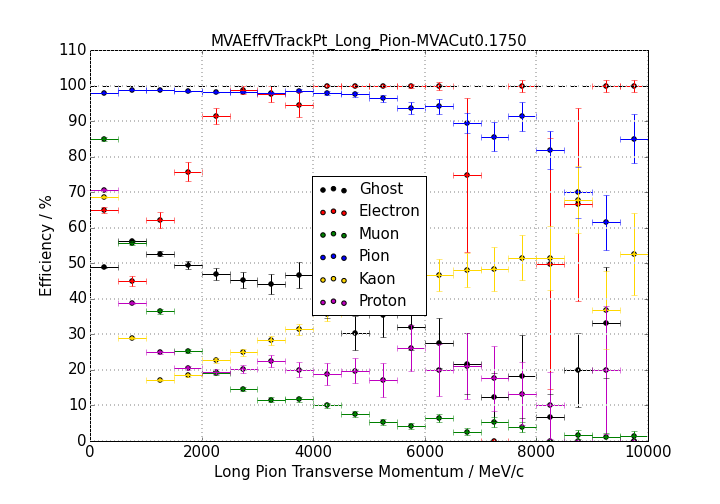 MVAEffVTrackPt_Long_Pion-MVACut0.1750
110
100
90
80
70
60
50
40
30
20
10
0
Efficiency / %
Ghost
Electron
Muon
Pion
Kaon
Proton
0 2000 4000 6000 8000 10000
Long Pion Transverse Momentum / MeV/c